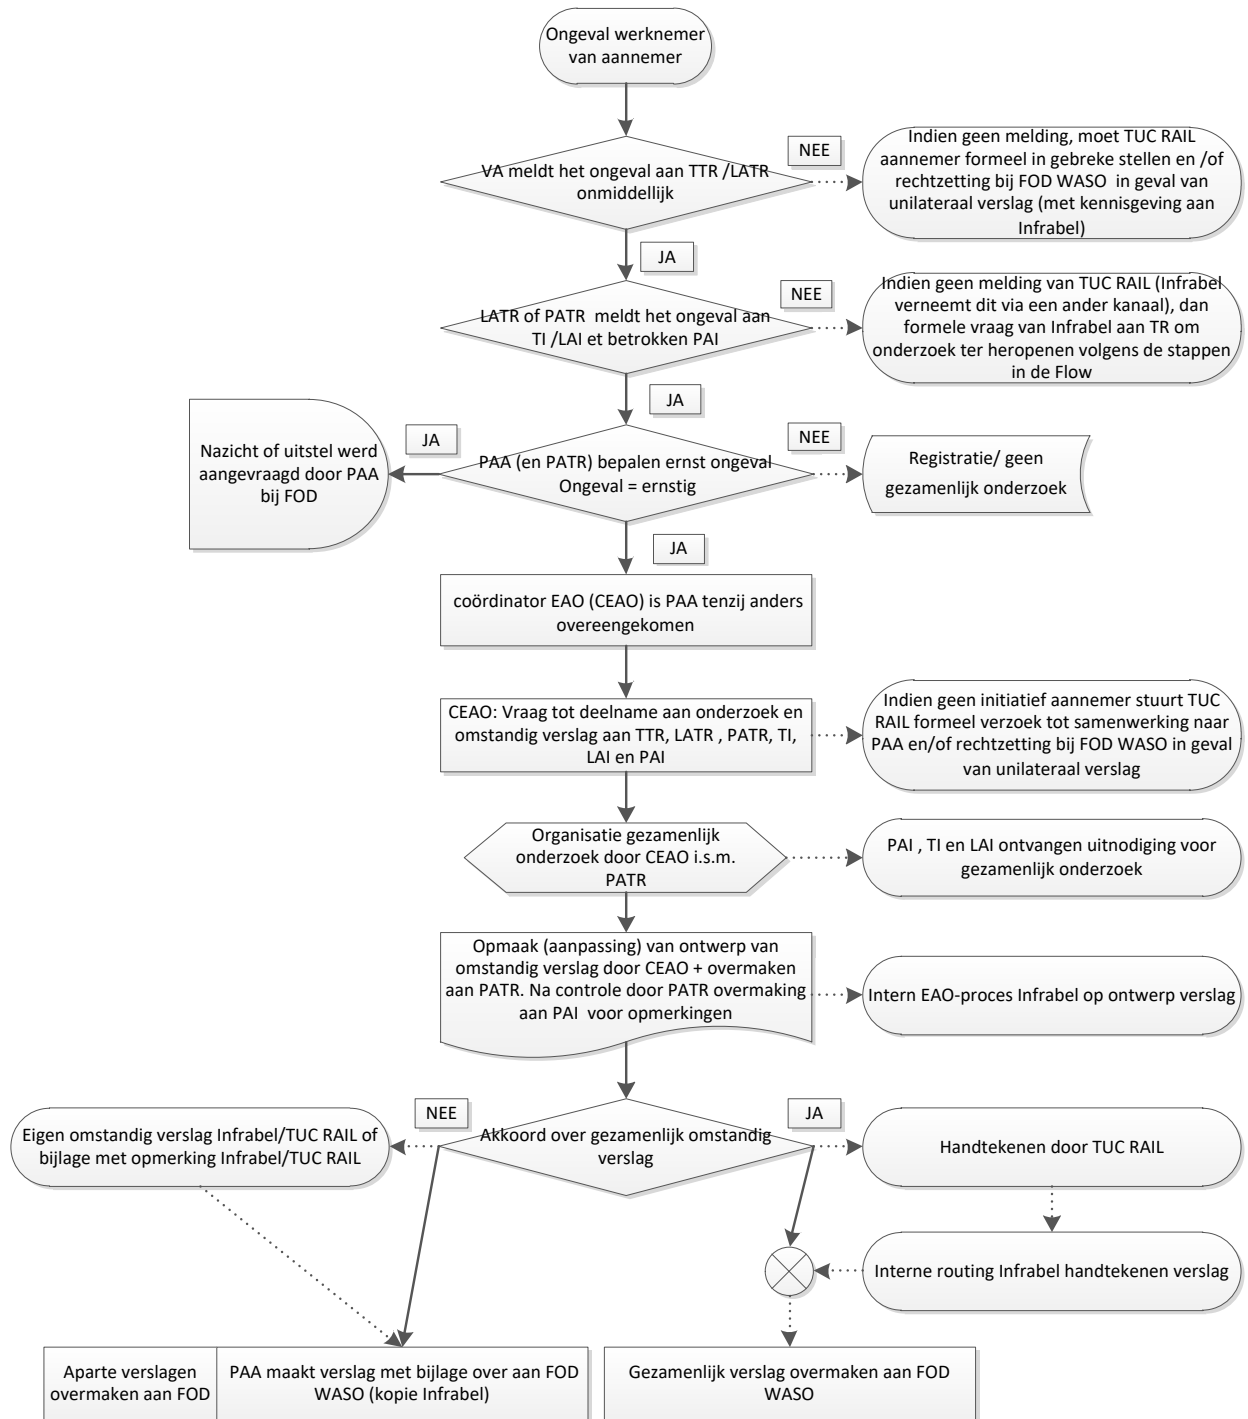 Ongeval werknemer
van aannemer
VA meldt het ongeval aan TTR /LATR
onmiddellijk
NEE
Indien geen melding, moet TUC RAIL
aannemer formeel in gebreke stellen en /of
rechtzetting bij FOD WASO in geval van
unilateraal verslag (met kennisgeving aan
Infrabel)
JA
LATR of PATR meldt het ongeval aan
TI /LAI et betrokken PAI
NEE
Indien geen melding van TUC RAIL (Infrabel
verneemt dit via een ander kanaal), dan
formele vraag van Infrabel aan TR om
onderzoek ter heropenen volgens de stappen
in de Flow
JA
Nazicht of uitstel werd
aangevraagd door PAA
bij FOD
JA
PAA (en PATR) bepalen ernst ongeval
Ongeval = ernstig
NEE
Registratie/ geen
gezamenlijk onderzoek
JA
coördinator EAO (CEAO) is PAA tenzij anders
overeengekomen
CEAO: Vraag tot deelname aan onderzoek en
omstandig verslag aan TTR, LATR , PATR, TI,
LAI en PAI
Indien geen initiatief aannemer stuurt TUC
RAIL formeel verzoek tot samenwerking naar
PAA en/of rechtzetting bij FOD WASO in geval
van unilateraal verslag
Organisatie gezamenlijk
onderzoek door CEAO i.s.m.
PATR
PAI , TI en LAI ontvangen uitnodiging voor
gezamenlijk onderzoek
Opmaak (aanpassing) van ontwerp van
omstandig verslag door CEAO + overmaken
aan PATR. Na controle door PATR overmaking
aan PAI voor opmerkingen
Intern EAO-proces Infrabel op ontwerp verslag
Eigen omstandig verslag Infrabel/TUC RAIL of
bijlage met opmerking Infrabel/TUC RAIL
NEE
Akkoord over gezamenlijk omstandig
verslag
JA
Handtekenen door TUC RAIL
Interne routing Infrabel handtekenen verslag
Aparte verslagen
overmaken aan FOD
PAA maakt verslag met bijlage over aan FOD
WASO (kopie Infrabel)
Gezamenlijk verslag overmaken aan FOD
WASO